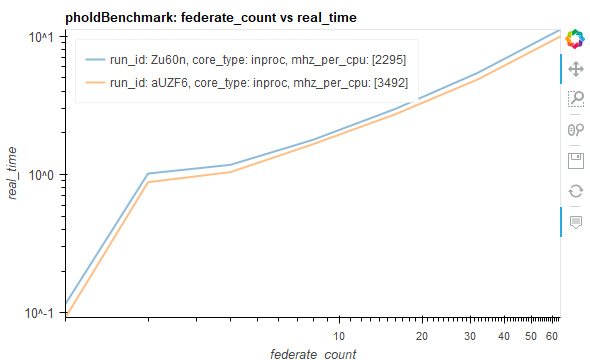 pholdBenchmark: federate_count vs real_time
10^1
run_id: Zu60n, core_type: inproc, mhz_per_cpu: [2295]
run_id: aUZF6, core_type: inproc, mhz_per_cpu: [3492]
real_time
10^0
10^-1
10 20 30 40 50 60
federate_count